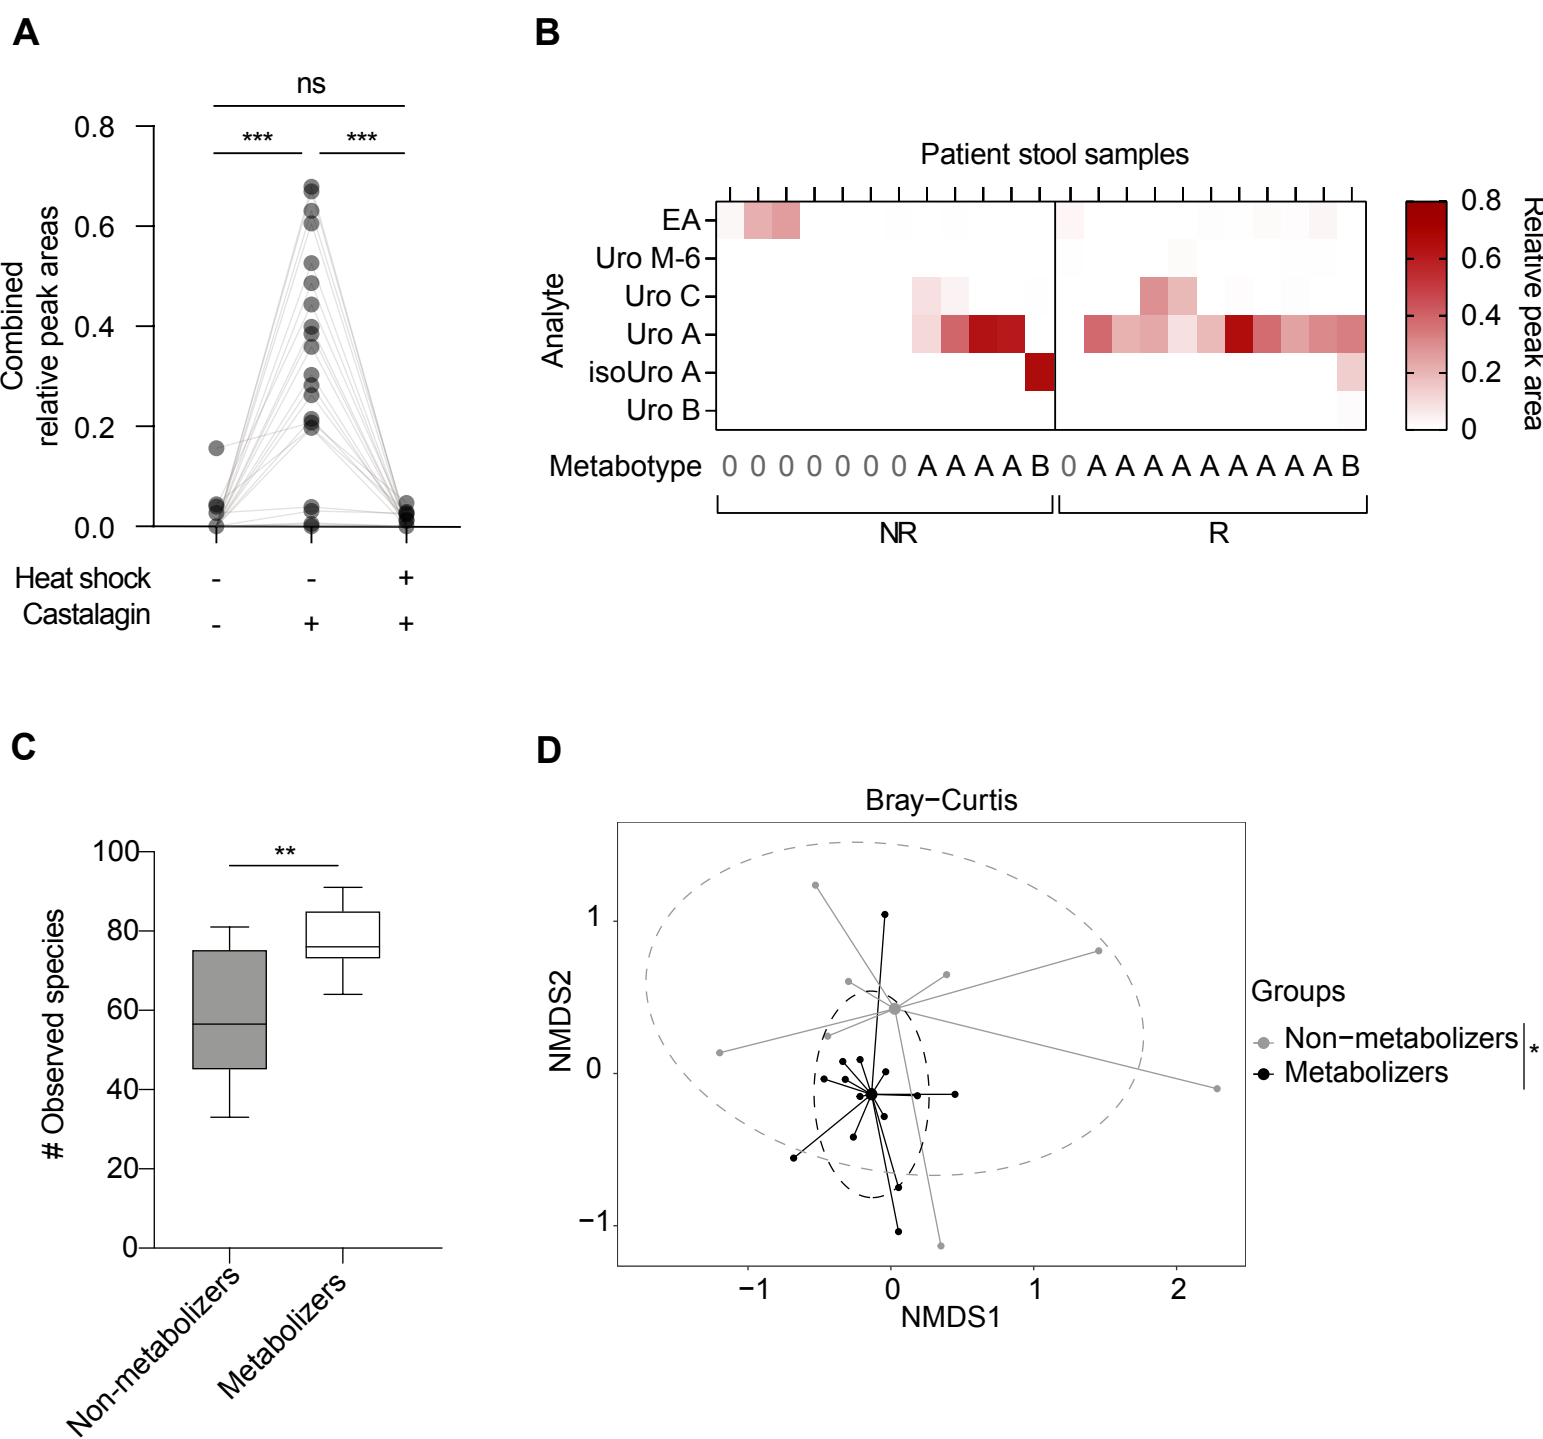 A
ns
***
***
0.8
0.6
0.4
0.2
0.0
Combined
relative peak areas
Heat shock - - +
Castalagin - + +
B
Patient stool samples
Analyte
EA
Uro M-6
Uro C
Uro A
isoUro A
Uro B
Metabotype 0 0 0 0 0 0 0 A A A A B 0 A A A A A A A A A B
NR R
0.8
0.6
0.4
0.2
0
Relative peak area
C
**
100
80
60
40
20
0
# Observed species
Non-metabolizers
Metabolizers
D
Bray−Curtis
1
0
−1
NMDS2
−1 0 1 2
NMDS1
Groups
Non−metabolizers
Metabolizers
*